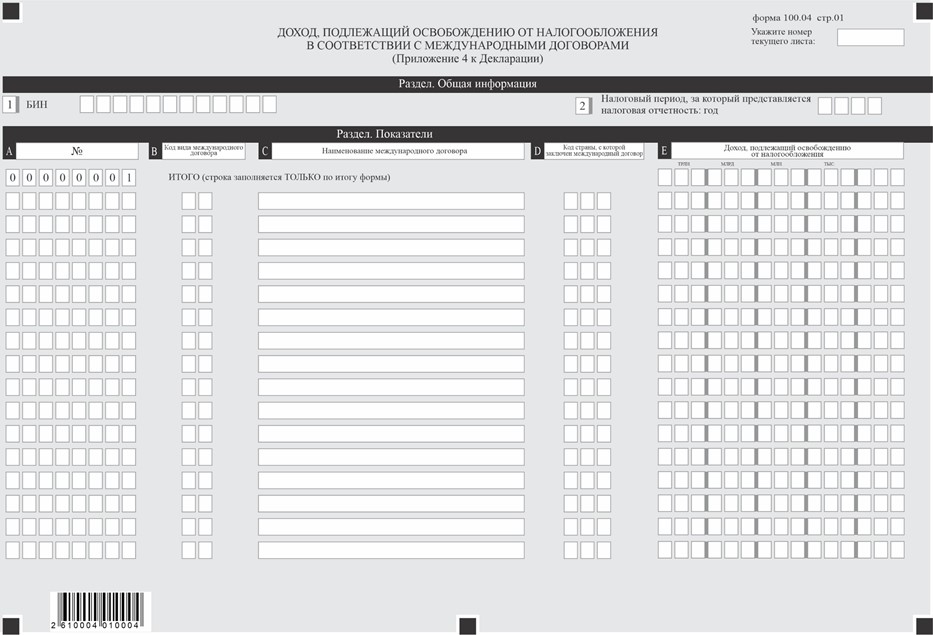 форма 100.04 стр.01
ДОХОД, ПОДЛЕЖАЩИЙ ОСВОБОЖДЕНИЮ ОТ НАЛОГООБЛОЖЕНИЯ
В СООТВЕТСТВИИ С МЕЖДУНАРОДНЫМИ ДОГОВОРАМИ
(Приложение 4 к Декларации)
Укажите номер
текущего листа:
Раздел. Общая информация
1 БИН
2 Налоговый период, за который представляется
налоговая отчетность: год
Раздел. Показатели
A №
B Код вида международного
договора
C Наименование международного договора
D Код страны, с которой
заключен международный договор
E Доход, подлежащий освобождению
от налогообложения
ТРЛН МЛРД МЛН ТЫС
0 0 0 0 0 0 0 1 ИТОГО (строка заполняется ТОЛЬКО по итогу формы)
2 610004 010004